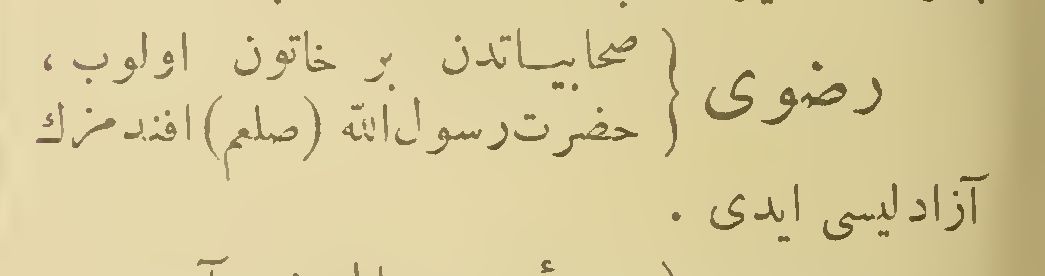 رضوى { صحابیاتدن بر خاتون اولوب ،
حضرت رسول الله (صلعم) افندمزك
آزادلیسی ایدی .